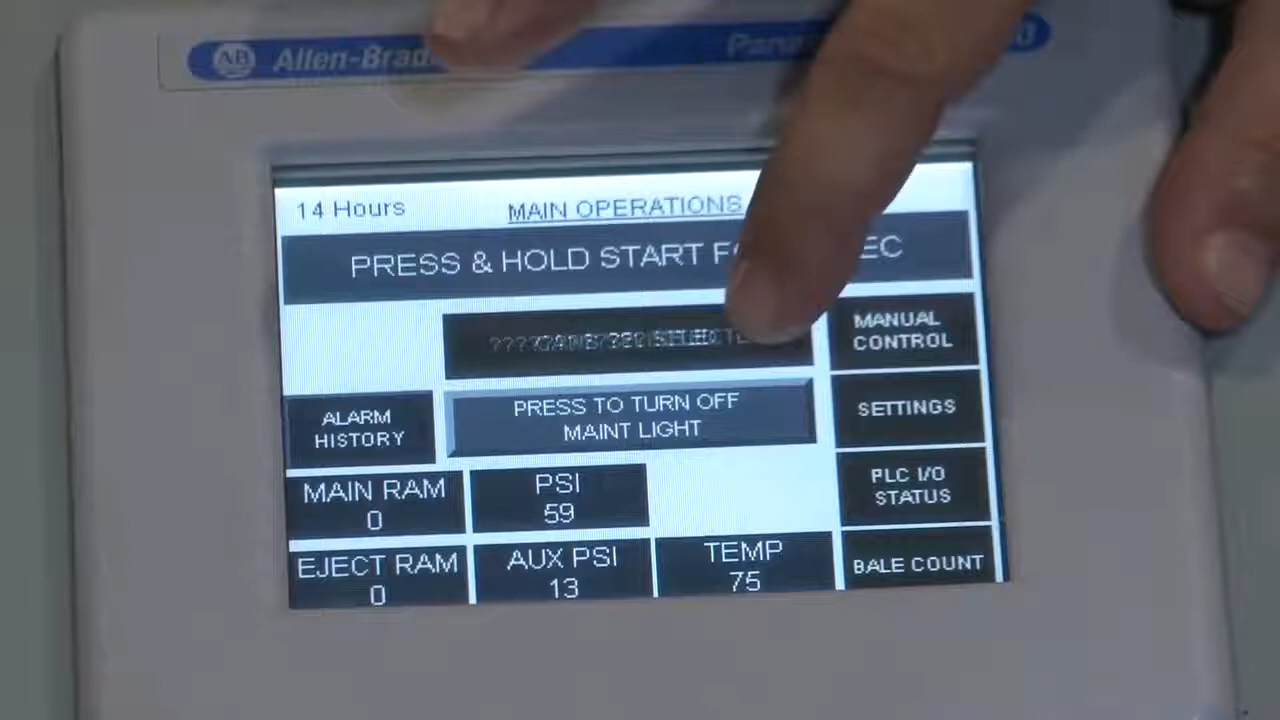 AB Allen-Brad
14 Hours
MAIN OPERATIONS
PRESS & HOLD START
MANUAL
CONTROL
PRESS TO TURN OFF
MAINT LIGHT
SETTINGS
ALARM
HISTORY
PLC I/O
STATUS
MAIN RAM
0
PSI
59
EJECT RAM
0
AUX PSI
13
TEMP
75
BALE COUNT